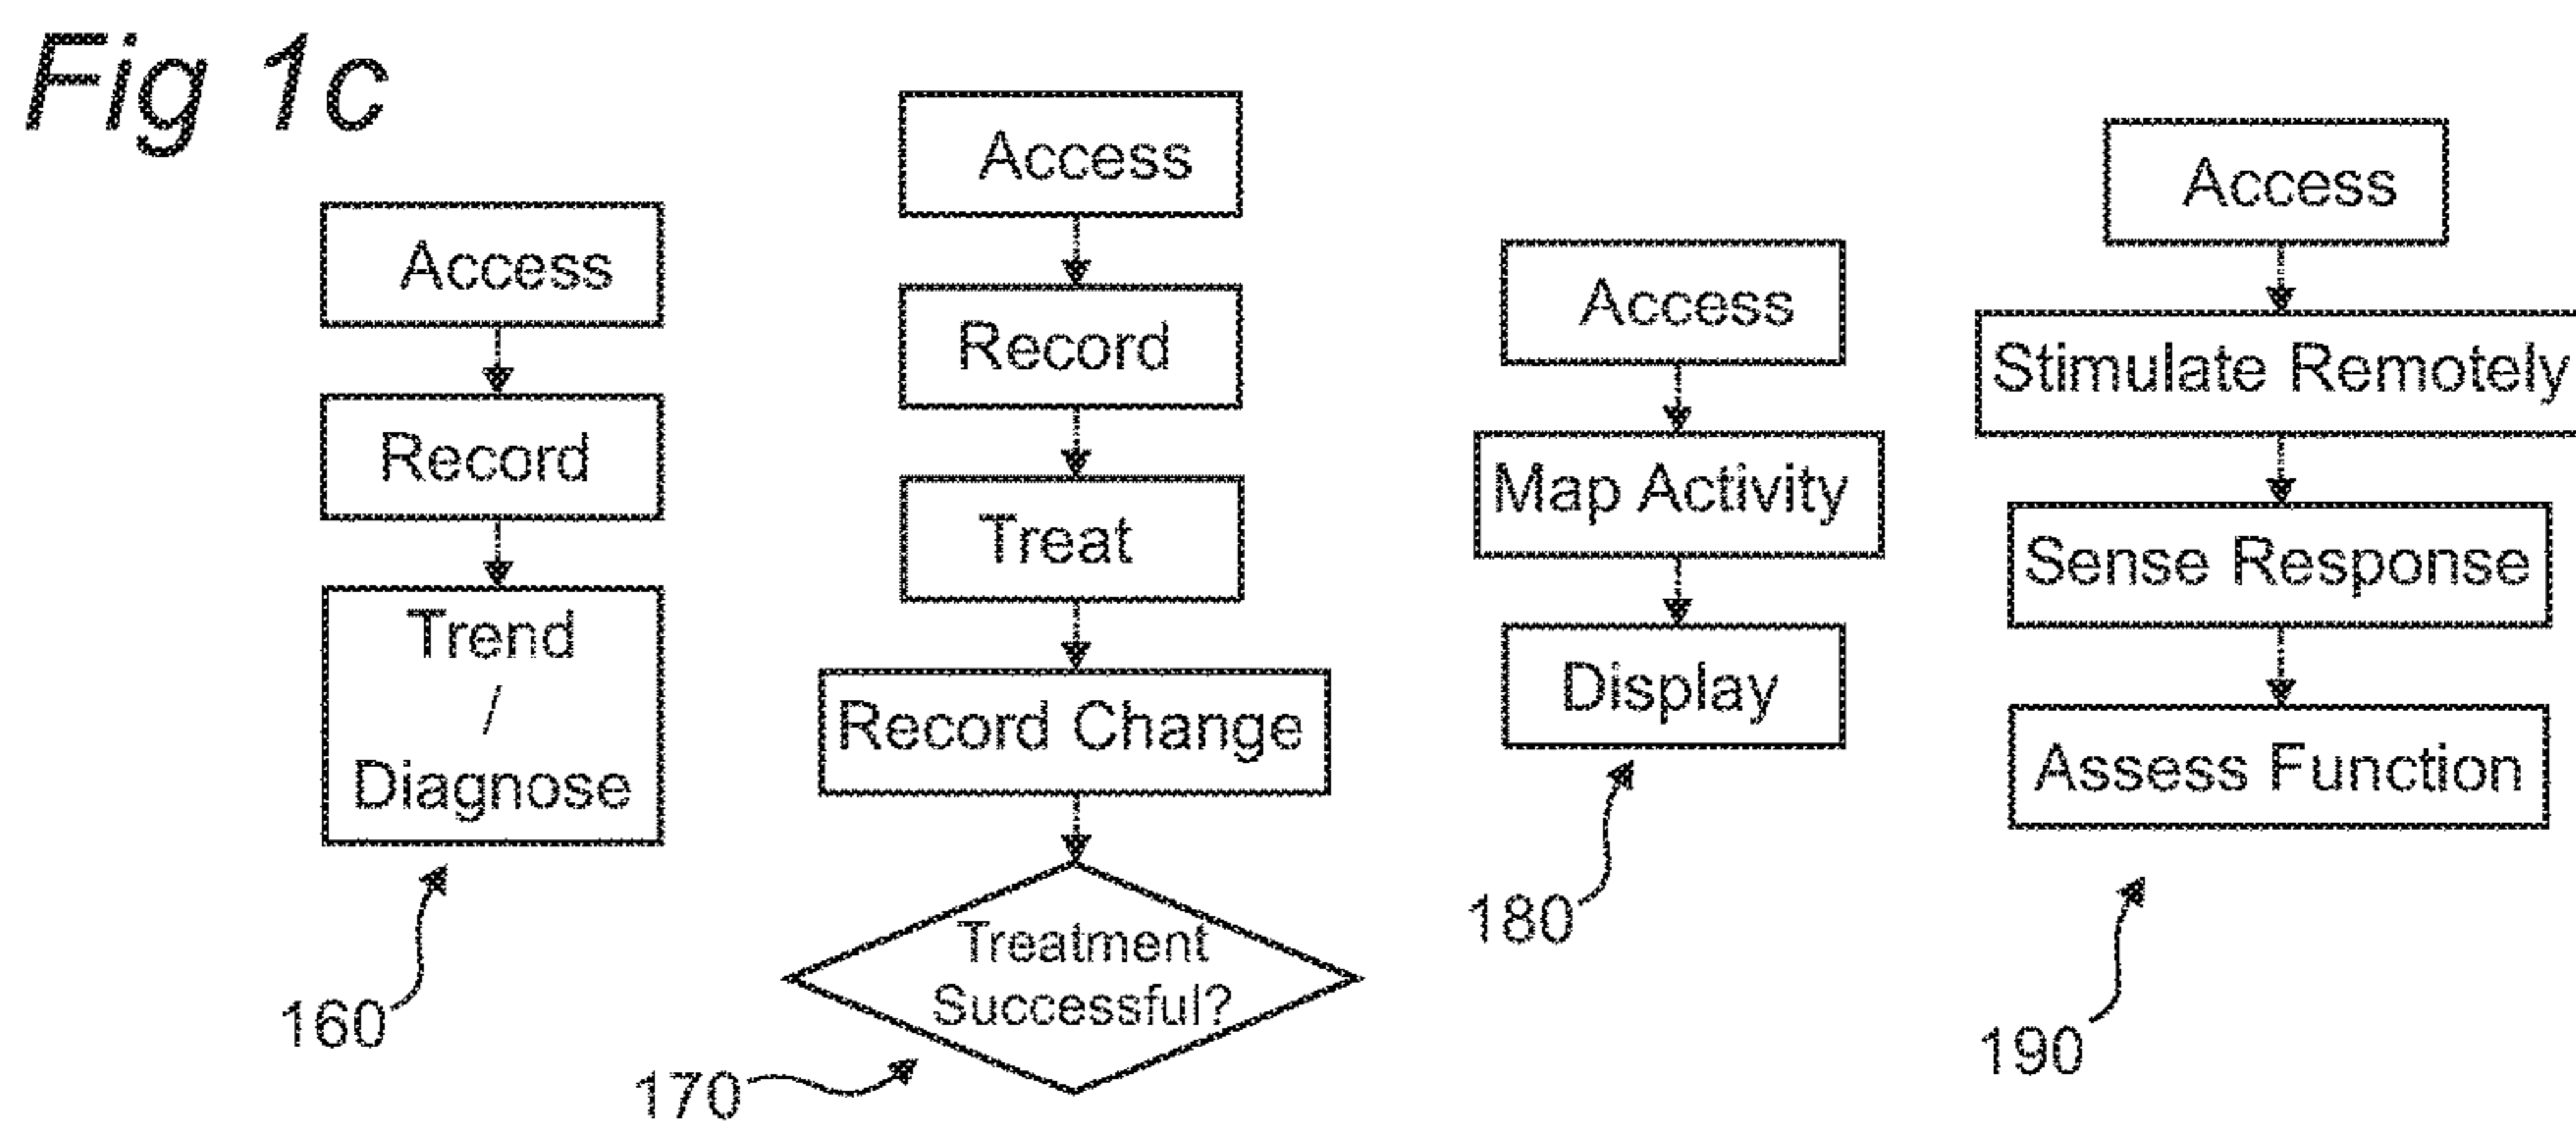 Fig 1c
Access
Record
Trend
/
Diagnose
160
Access
Record
Treat
Record Change
Treatment
Successful?
170
Access
Map Activity
Display
180
Access
Stimulate Remotely
Sense Response
Assess Function
190